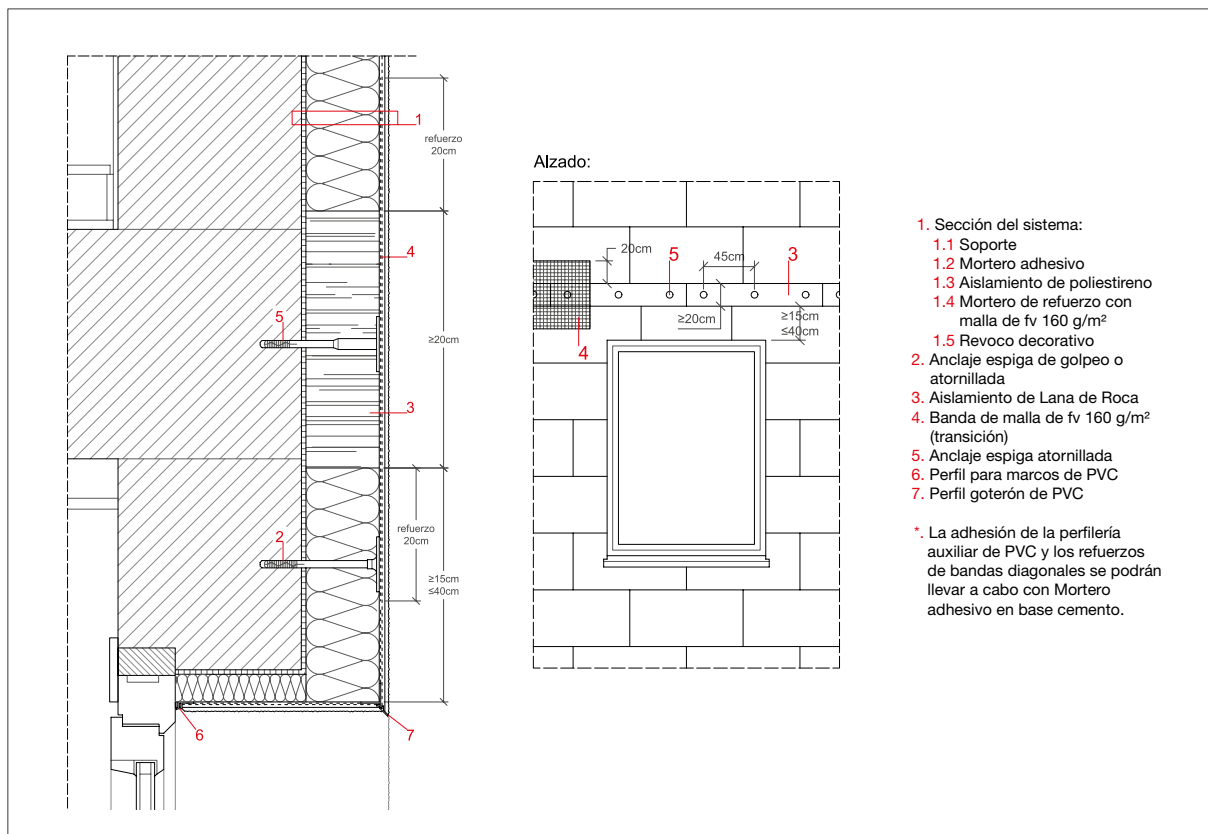 1
refuerzo
20cm
4
5
≥20cm
3
2
refuerzo
20cm
≥15cm
≤40cm
6
7
Alzado:
20cm
5
45cm
3
≥20cm
≥15cm
≤40cm
4
1. Sección del sistema:
1.1 Soporte
1.2 Mortero adhesivo
1.3 Aislamiento de poliestireno
1.4 Mortero de refuerzo con
malla de fv 160 g/m²
1.5 Revoco decorativo
2. Anclaje espiga de golpeo o
atornillada
3. Aislamiento de Lana de Roca
4. Banda de malla de fv 160 g/m²
(transición)
5. Anclaje espiga atornillada
6. Perfil para marcos de PVC
7. Perfil goterón de PVC
*. La adhesión de la perfilería
auxiliar de PVC y los refuerzos
de bandas diagonales se podrán
llevar a cabo con Mortero
adhesivo en base cemento.